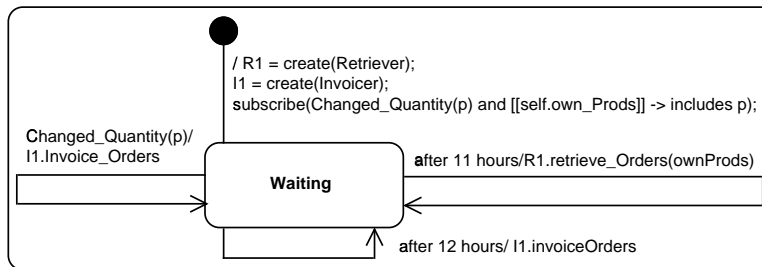 / R1 = create(Retriever);
I1 = create(Invoicer);
subscribe(Changed_Quantity(p) and [[self.own_Prods]] -> includes p);
Changed_Quantity(p)/
I1.Invoice_Orders
Waiting
after 11 hours/R1.retrieve_Orders(ownProds)
after 12 hours/ I1.invoiceOrders